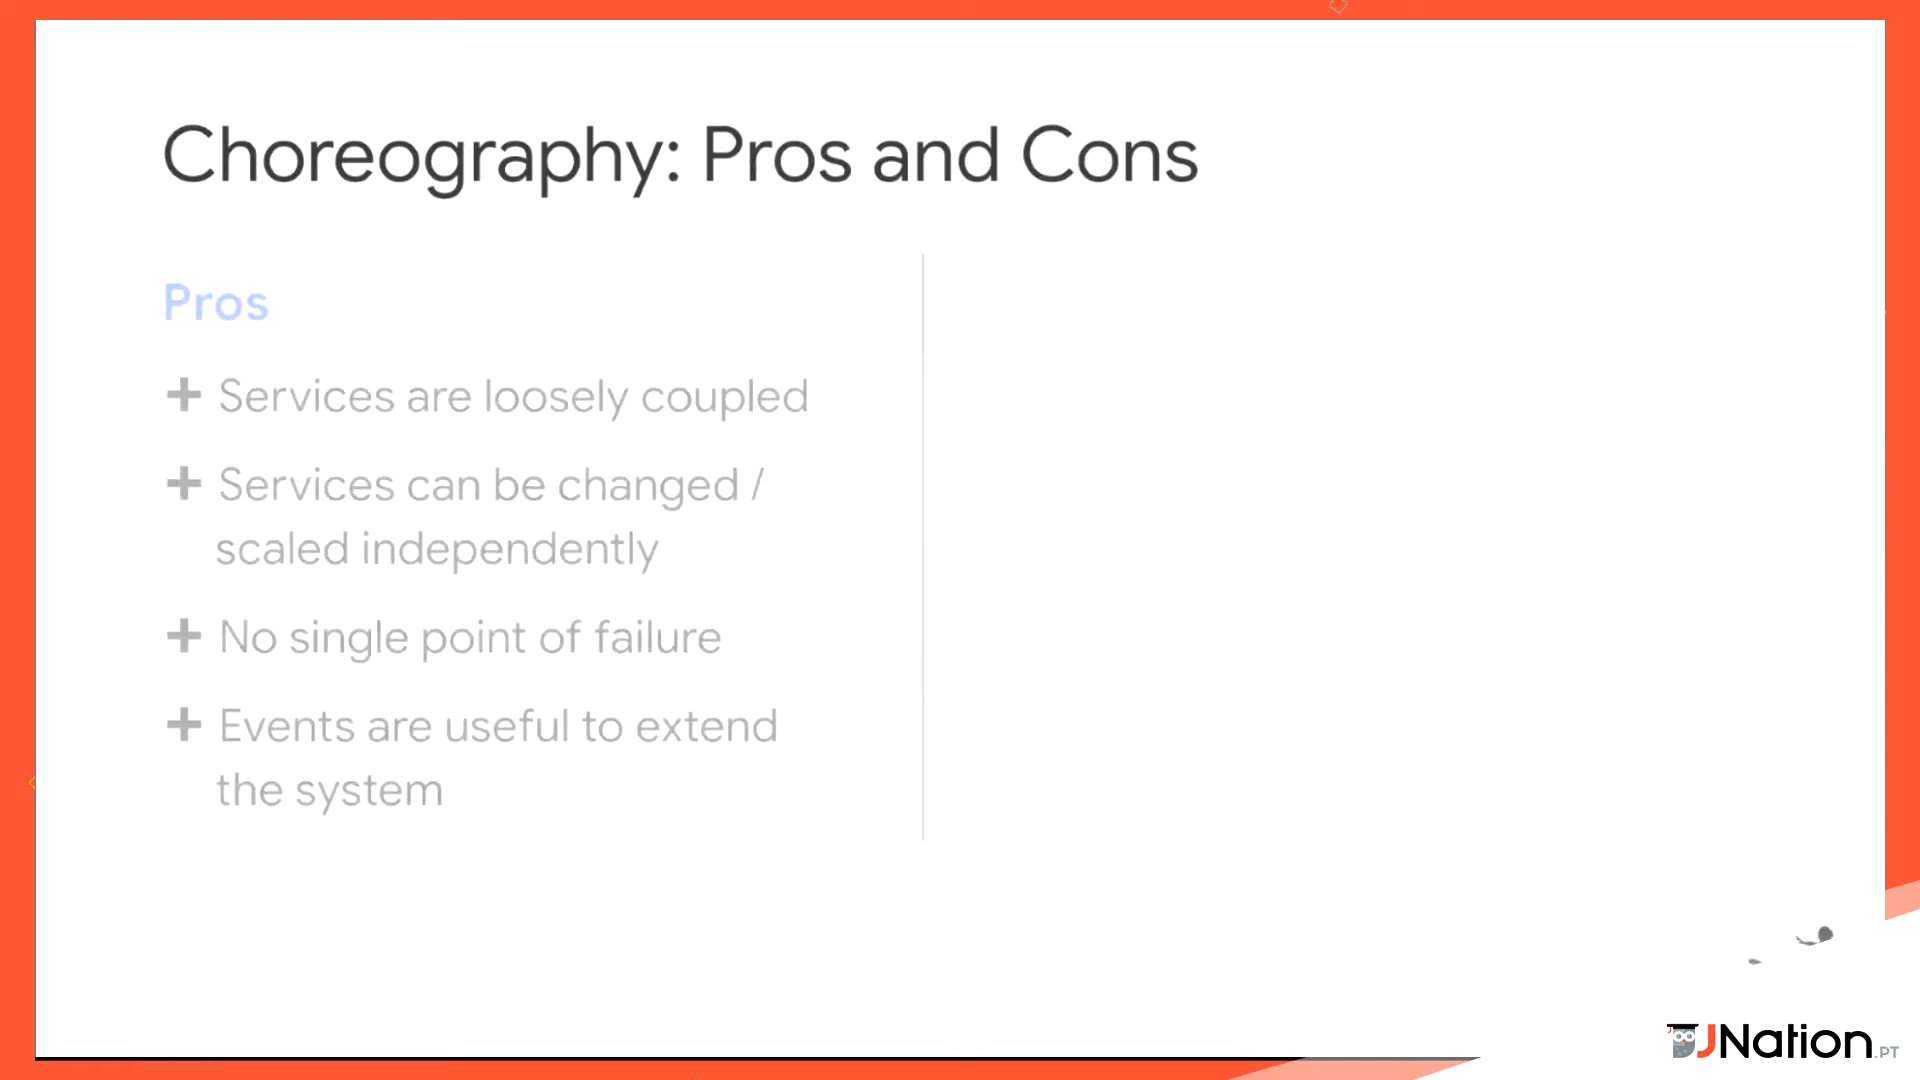 Choreography: Pros and Cons
Pros
+ Services are loosely coupled
+ Services can be changed /
scaled independently
+ No single point of failure
+ Events are useful to extend
the system
JNation.PT